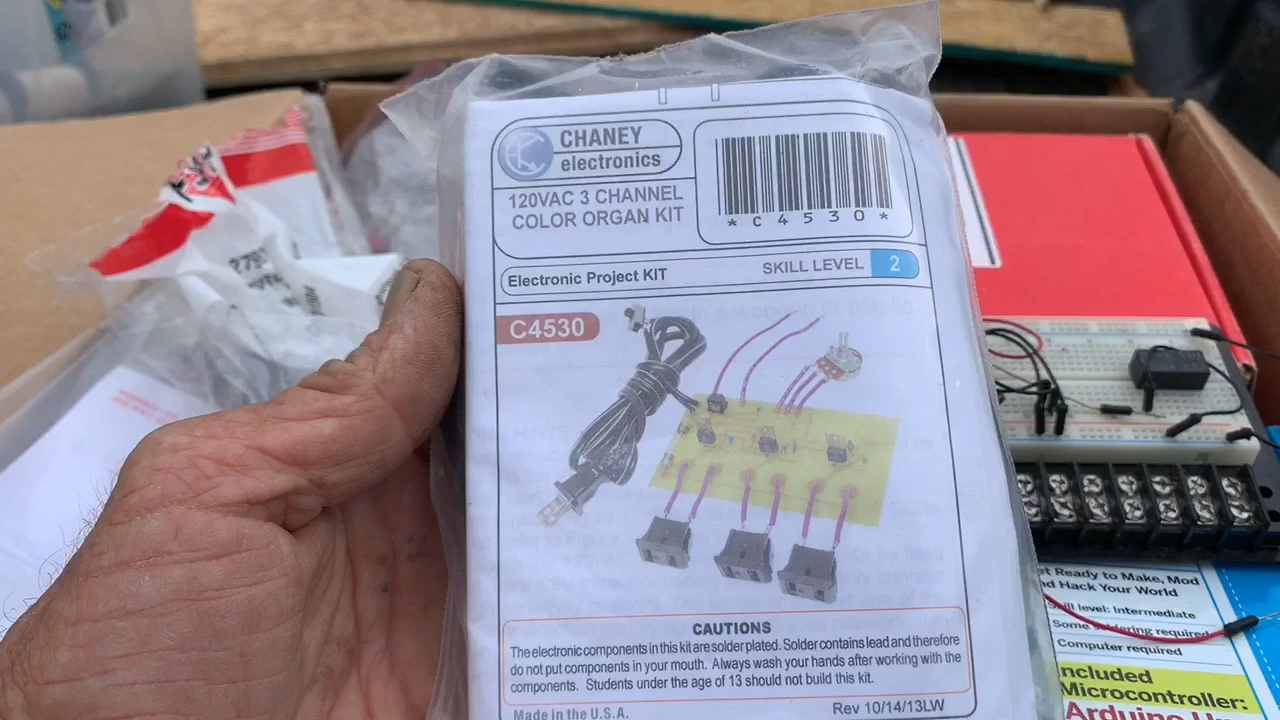 CHANEY
electronics
120VAC 3 CHANNEL
COLOR ORGAN KIT
*C4530*
Electronic Project KIT
SKILL LEVEL 2
C4530
CAUTIONS
The electronic components in this kit are solder plated. Solder contains lead and therefore
do not put components in your mouth. Always wash your hands after working with the
components. Students under the age of 13 should not build this kit.
Made in the U.S.A.
Rev 10/14/13LW
Ready to Make, Mod
Hack Your World
level: Intermediate
Some soldering required
Computer required
Microcontroller: